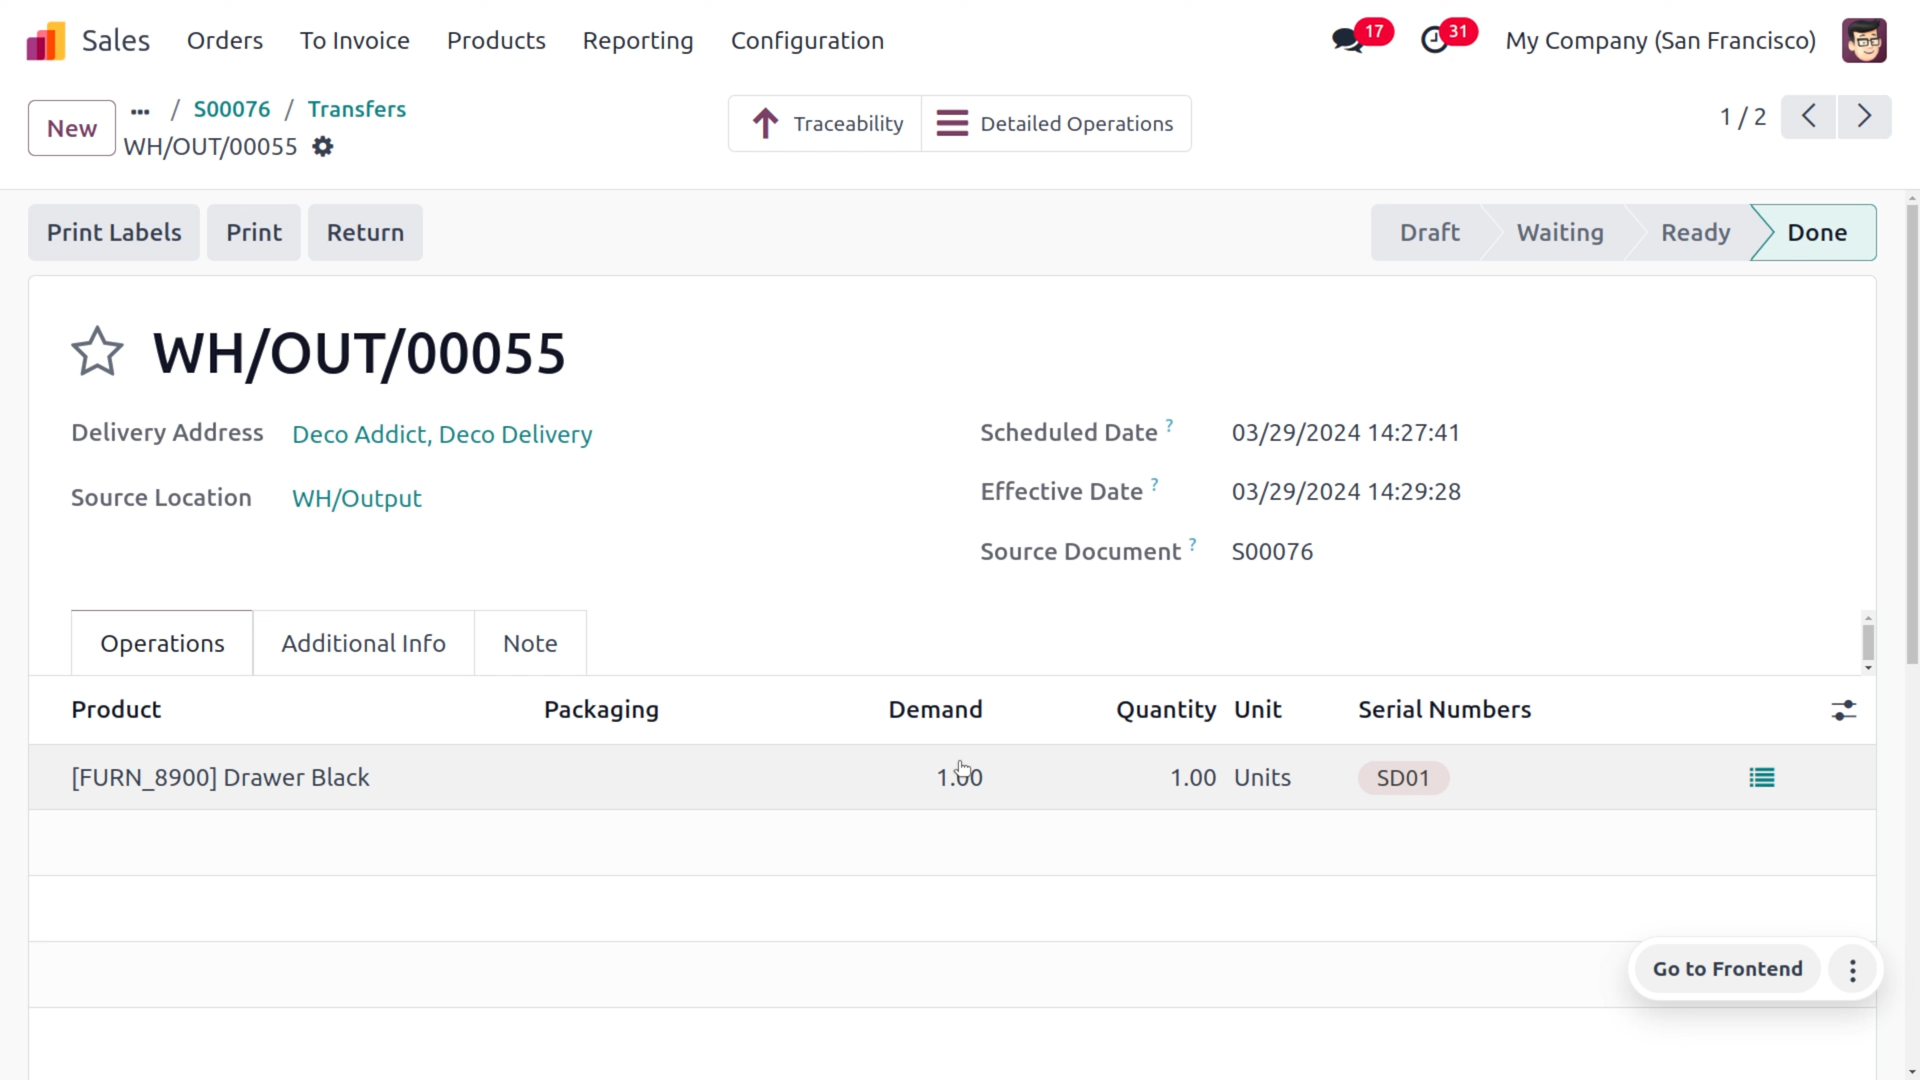 Sales Orders To Invoice Products Reporting Configuration 17 31 My Company (San Francisco)
New ... / S00076 / Transfers
WH/OUT/00055
Traceability Detailed Operations
1 / 2
Print Labels Print Return Draft Waiting Ready Done
WH/OUT/00055
Delivery Address Deco Addict, Deco Delivery
Scheduled Date ? 03/29/2024 14:27:41
Source Location WH/Output
Effective Date ? 03/29/2024 14:29:28
Source Document ? S00076
Operations Additional Info Note
Product Packaging Demand Quantity Unit Serial Numbers
[FURN_8900] Drawer Black 1.00 1.00 Units SD01
Go to Frontend